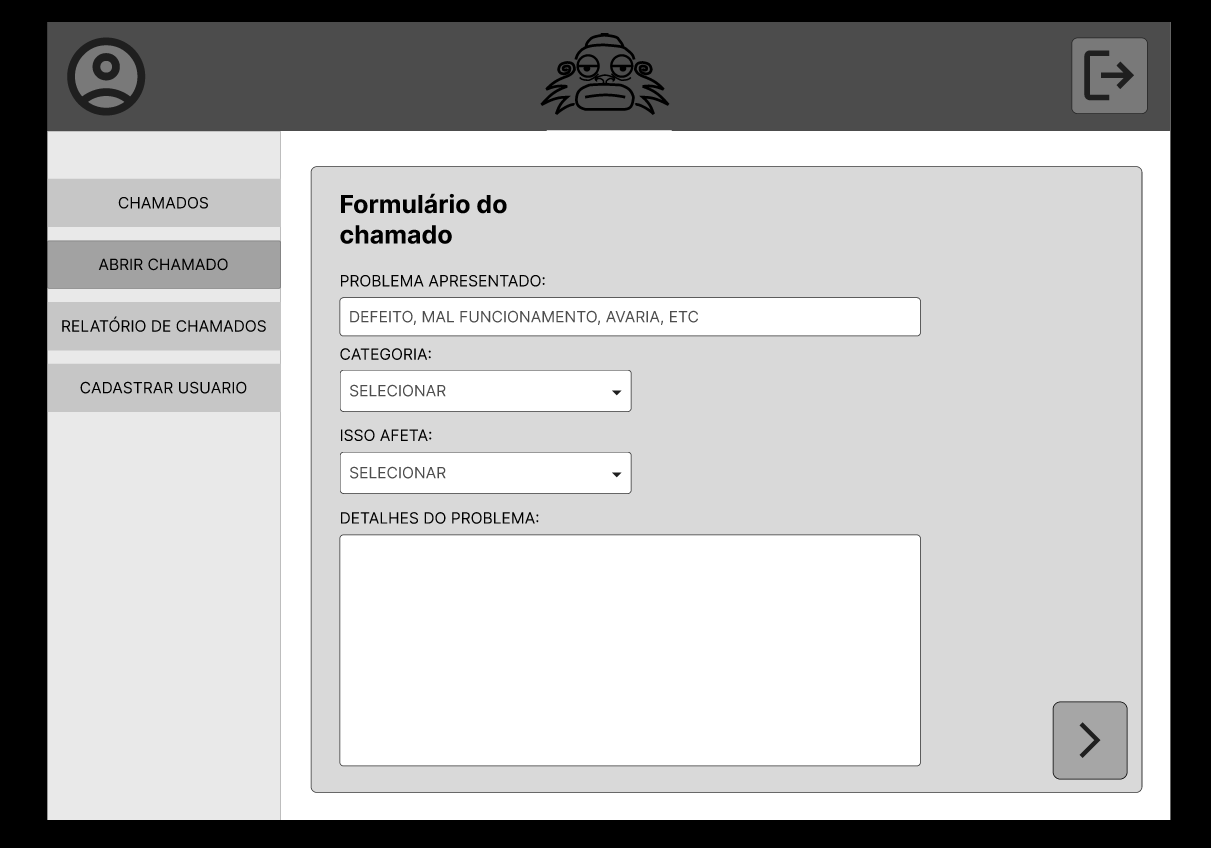 CHAMADOS
ABRIR CHAMADO
RELATÓRIO DE CHAMADOS
CADASTRAR USUARIO
Formulário do
chamado
PROBLEMA APRESENTADO:
DEFEITO, MAL FUNCIONAMENTO, AVARIA, ETC
CATEGORIA:
SELECIONAR
ISSO AFETA:
SELECIONAR
DETALHES DO PROBLEMA: